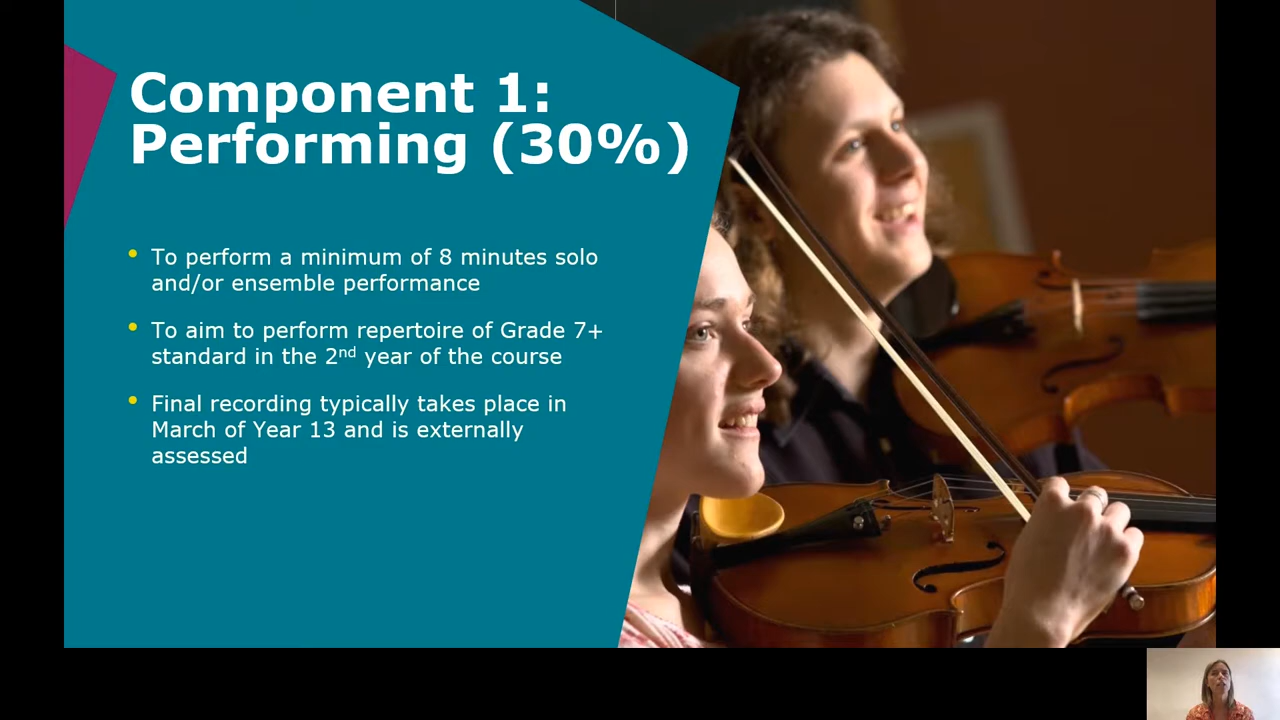 Component 1:
Performing (30%)
To perform a minimum of 8 minutes solo
and/or ensemble performance
To aim to perform repertoire of Grade 7+
standard in the 2nd year of the course
Final recording typically takes place in
March of Year 13 and is externally
assessed